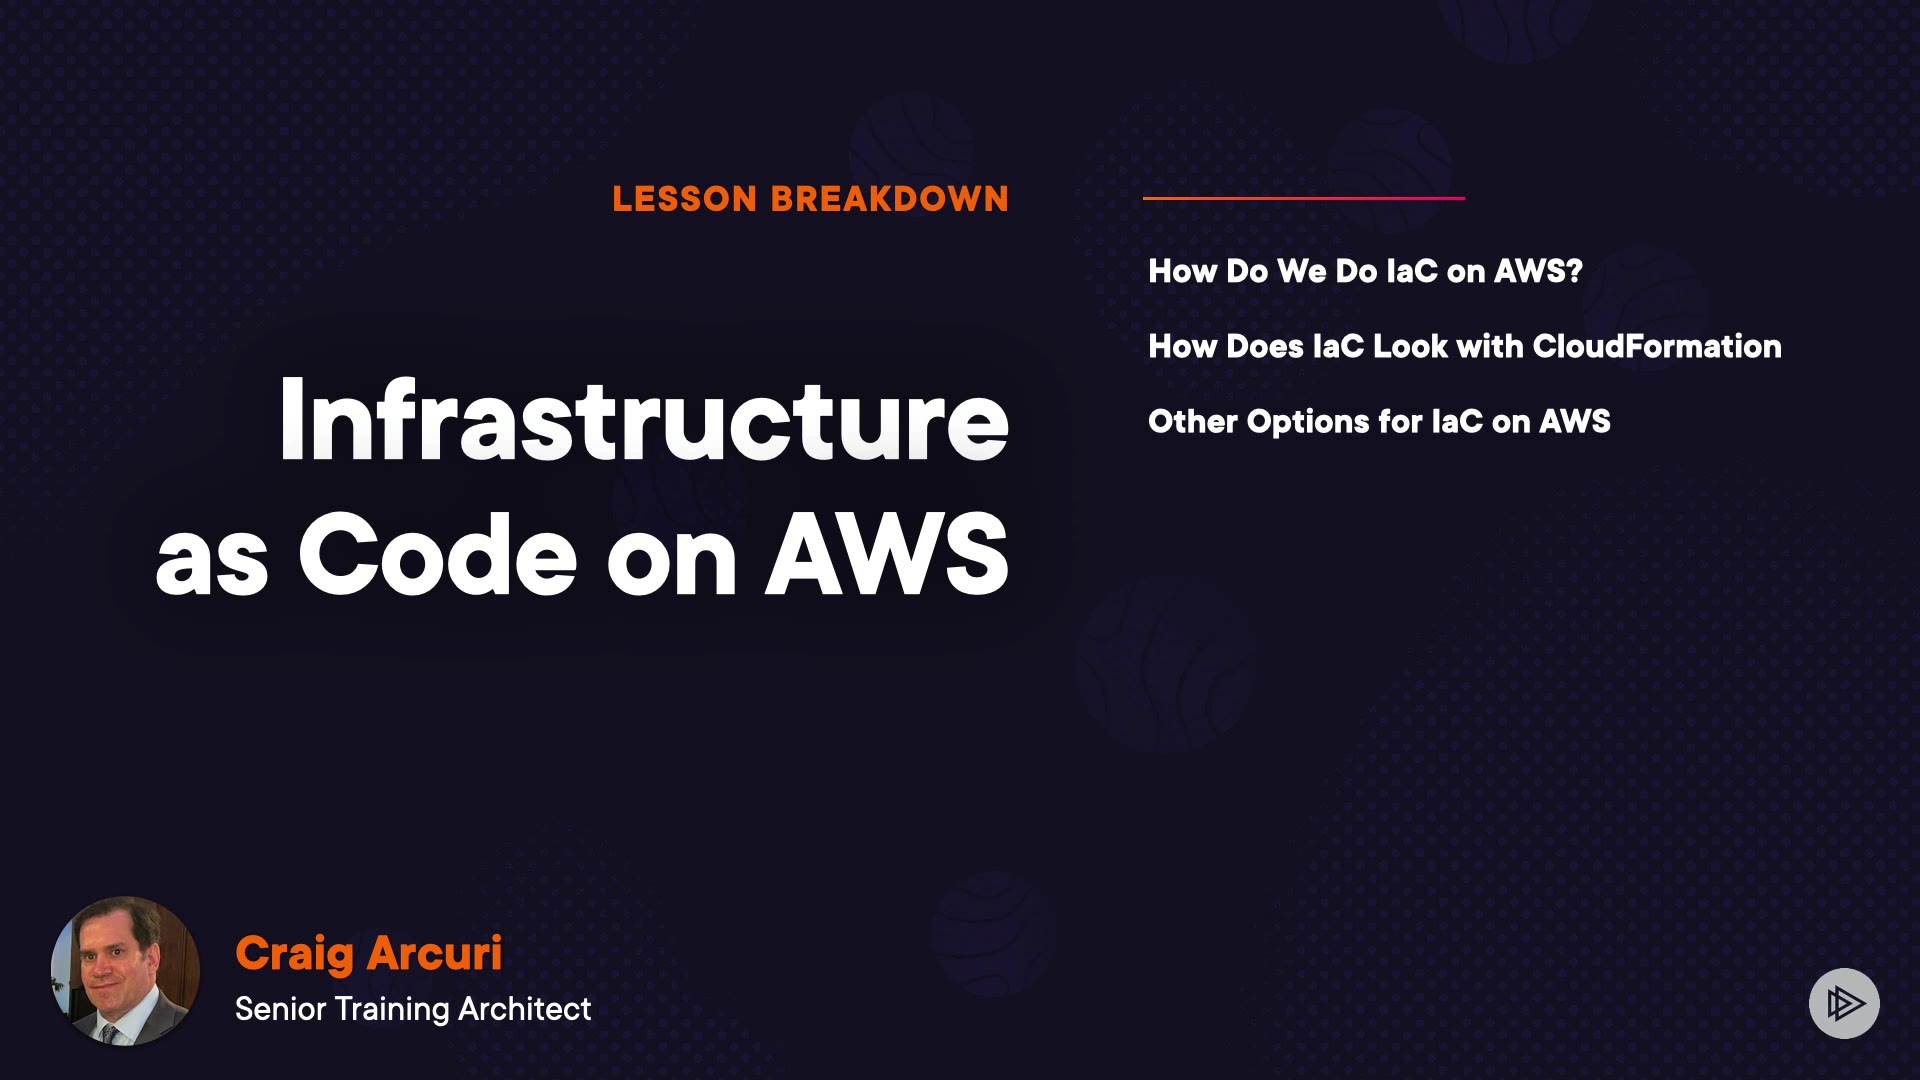 LESSON BREAKDOWN
Infrastructure
as Code on AWS
How Do We Do IaC on AWS?
How Does IaC Look with CloudFormation
Other Options for IaC on AWS
Craig Arcuri
Senior Training Architect